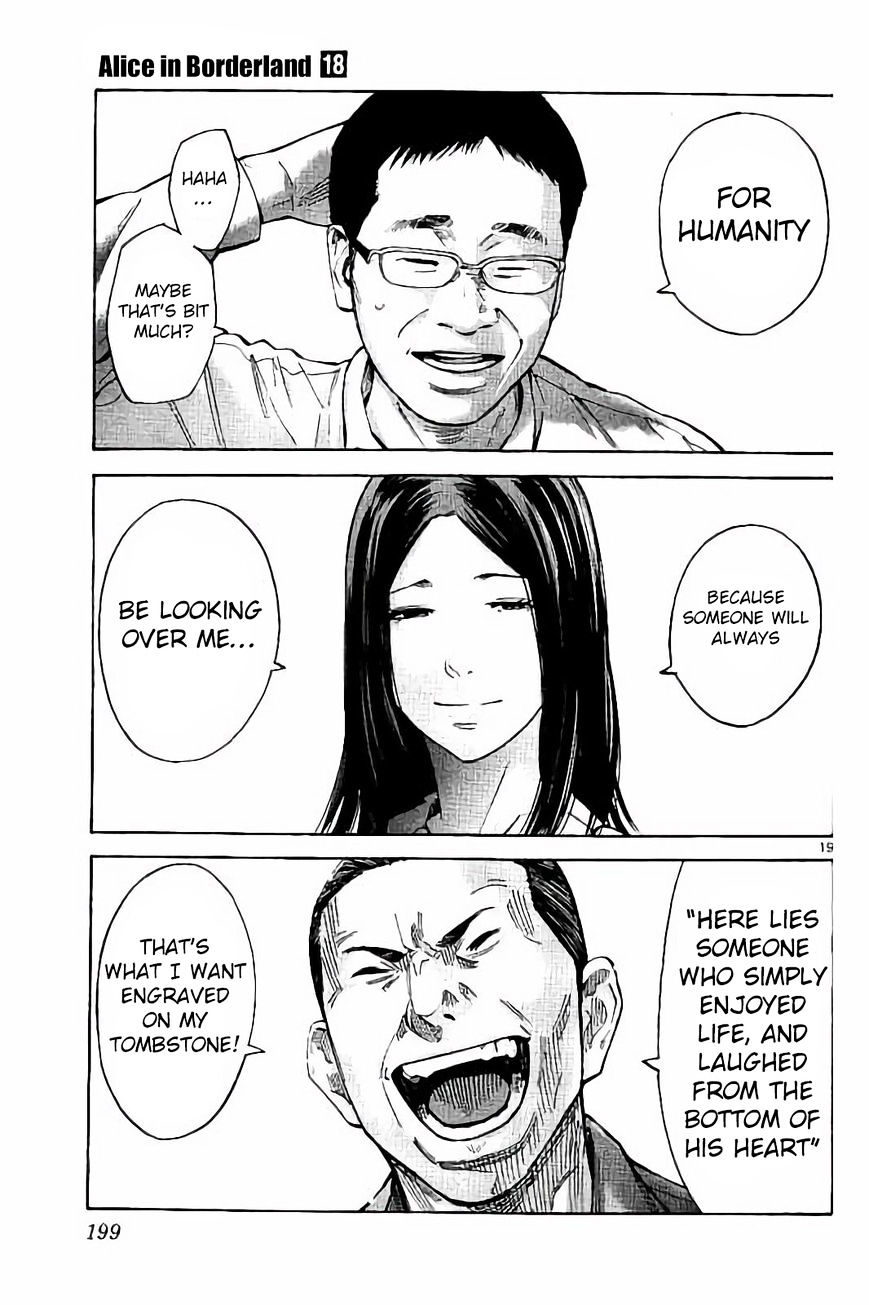 Alice in Borderland 18
FOR
HUMANITY
HAHA
...
MAYBE
THAT'S BIT
MUCH?
BECAUSE
SOMEONE WILL
ALWAYS
BE LOOKING
OVER ME...
19
"HERE LIES
SOMEONE
WHO SIMPLY
ENJOYED
LIFE, AND
LAUGHED
FROM THE
BOTTOM OF
HIS HEART"
THAT'S
WHAT I WANT
ENGRAVED
ON MY
TOMBSTONE!
199